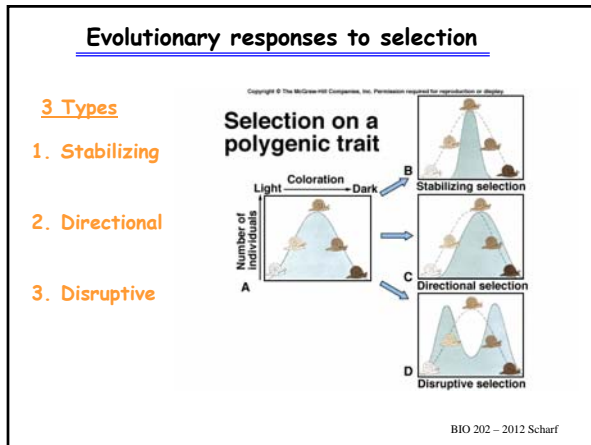 Evolutionary responses to selection
3 Types
1. Stabilizing
2. Directional
3. Disruptive
Copyright © The McGraw-Hill Companies, Inc. Permission required for reproduction or display.
Selection on a
polygenic trait
Coloration
Light Dark
Number of
individuals
A
B
Stabilizing selection
C
Directional selection
D
Disruptive selection
BIO 202 – 2012 Scharf